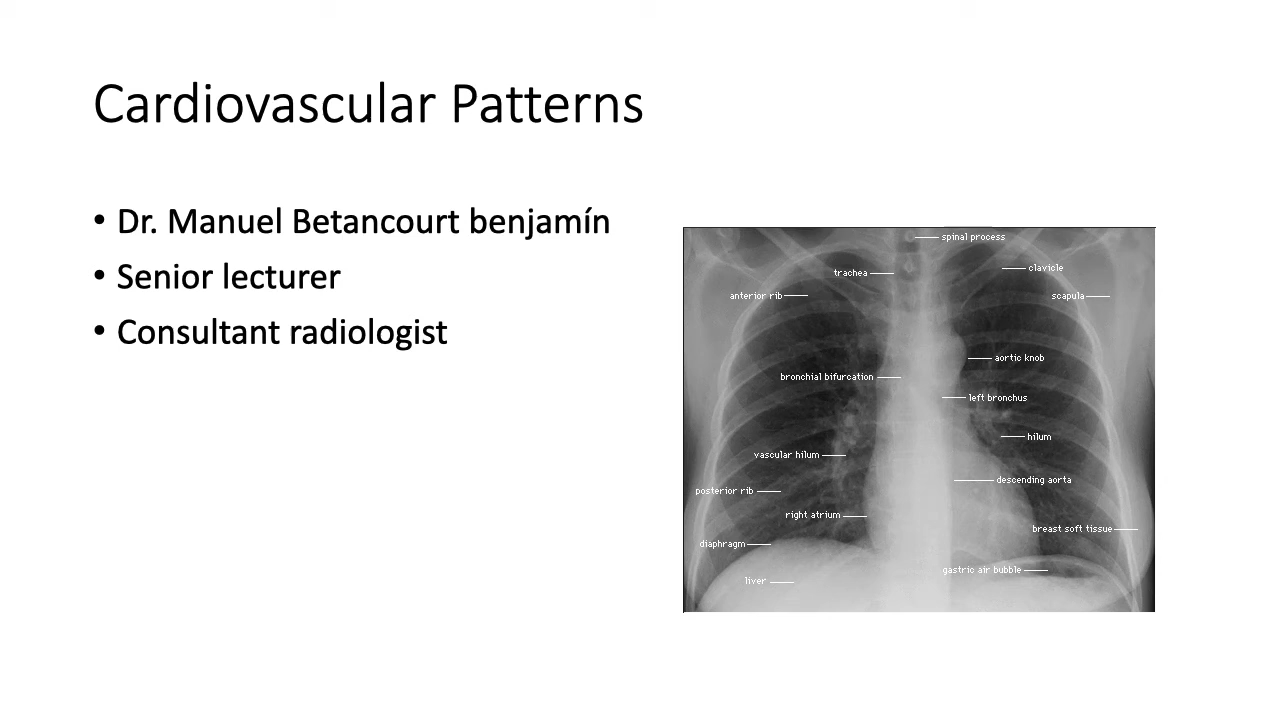 Cardiovascular Patterns
• Dr. Manuel Betancourt benjamín
• Senior lecturer
• Consultant radiologist
spinal process
clavicle
trachea
anterior rib
scapula
aortic knob
bronchial bifurcation
left bronchus
hilum
vascular hilum
descending aorta
posterior rib
right atrium
breast soft tissue
diaphragm
gastric air bubble
liver